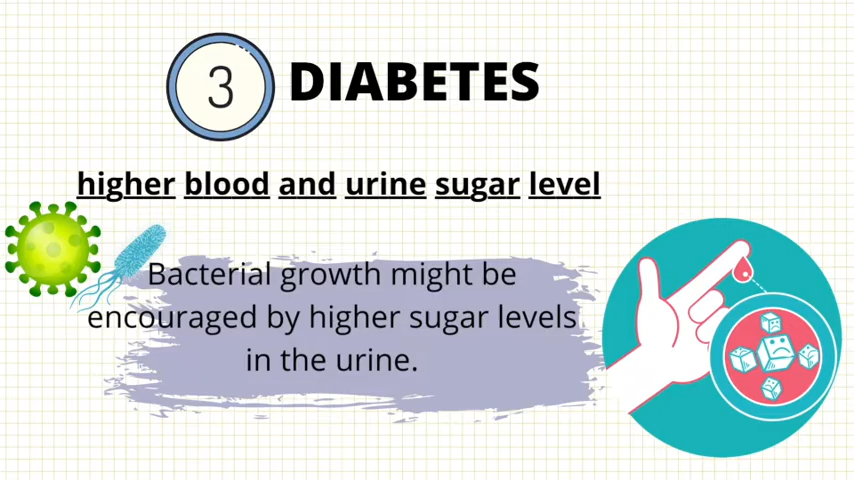 3 DIABETES
higher blood and urine sugar level
Bacterial growth might be
encouraged by higher sugar levels
in the urine.